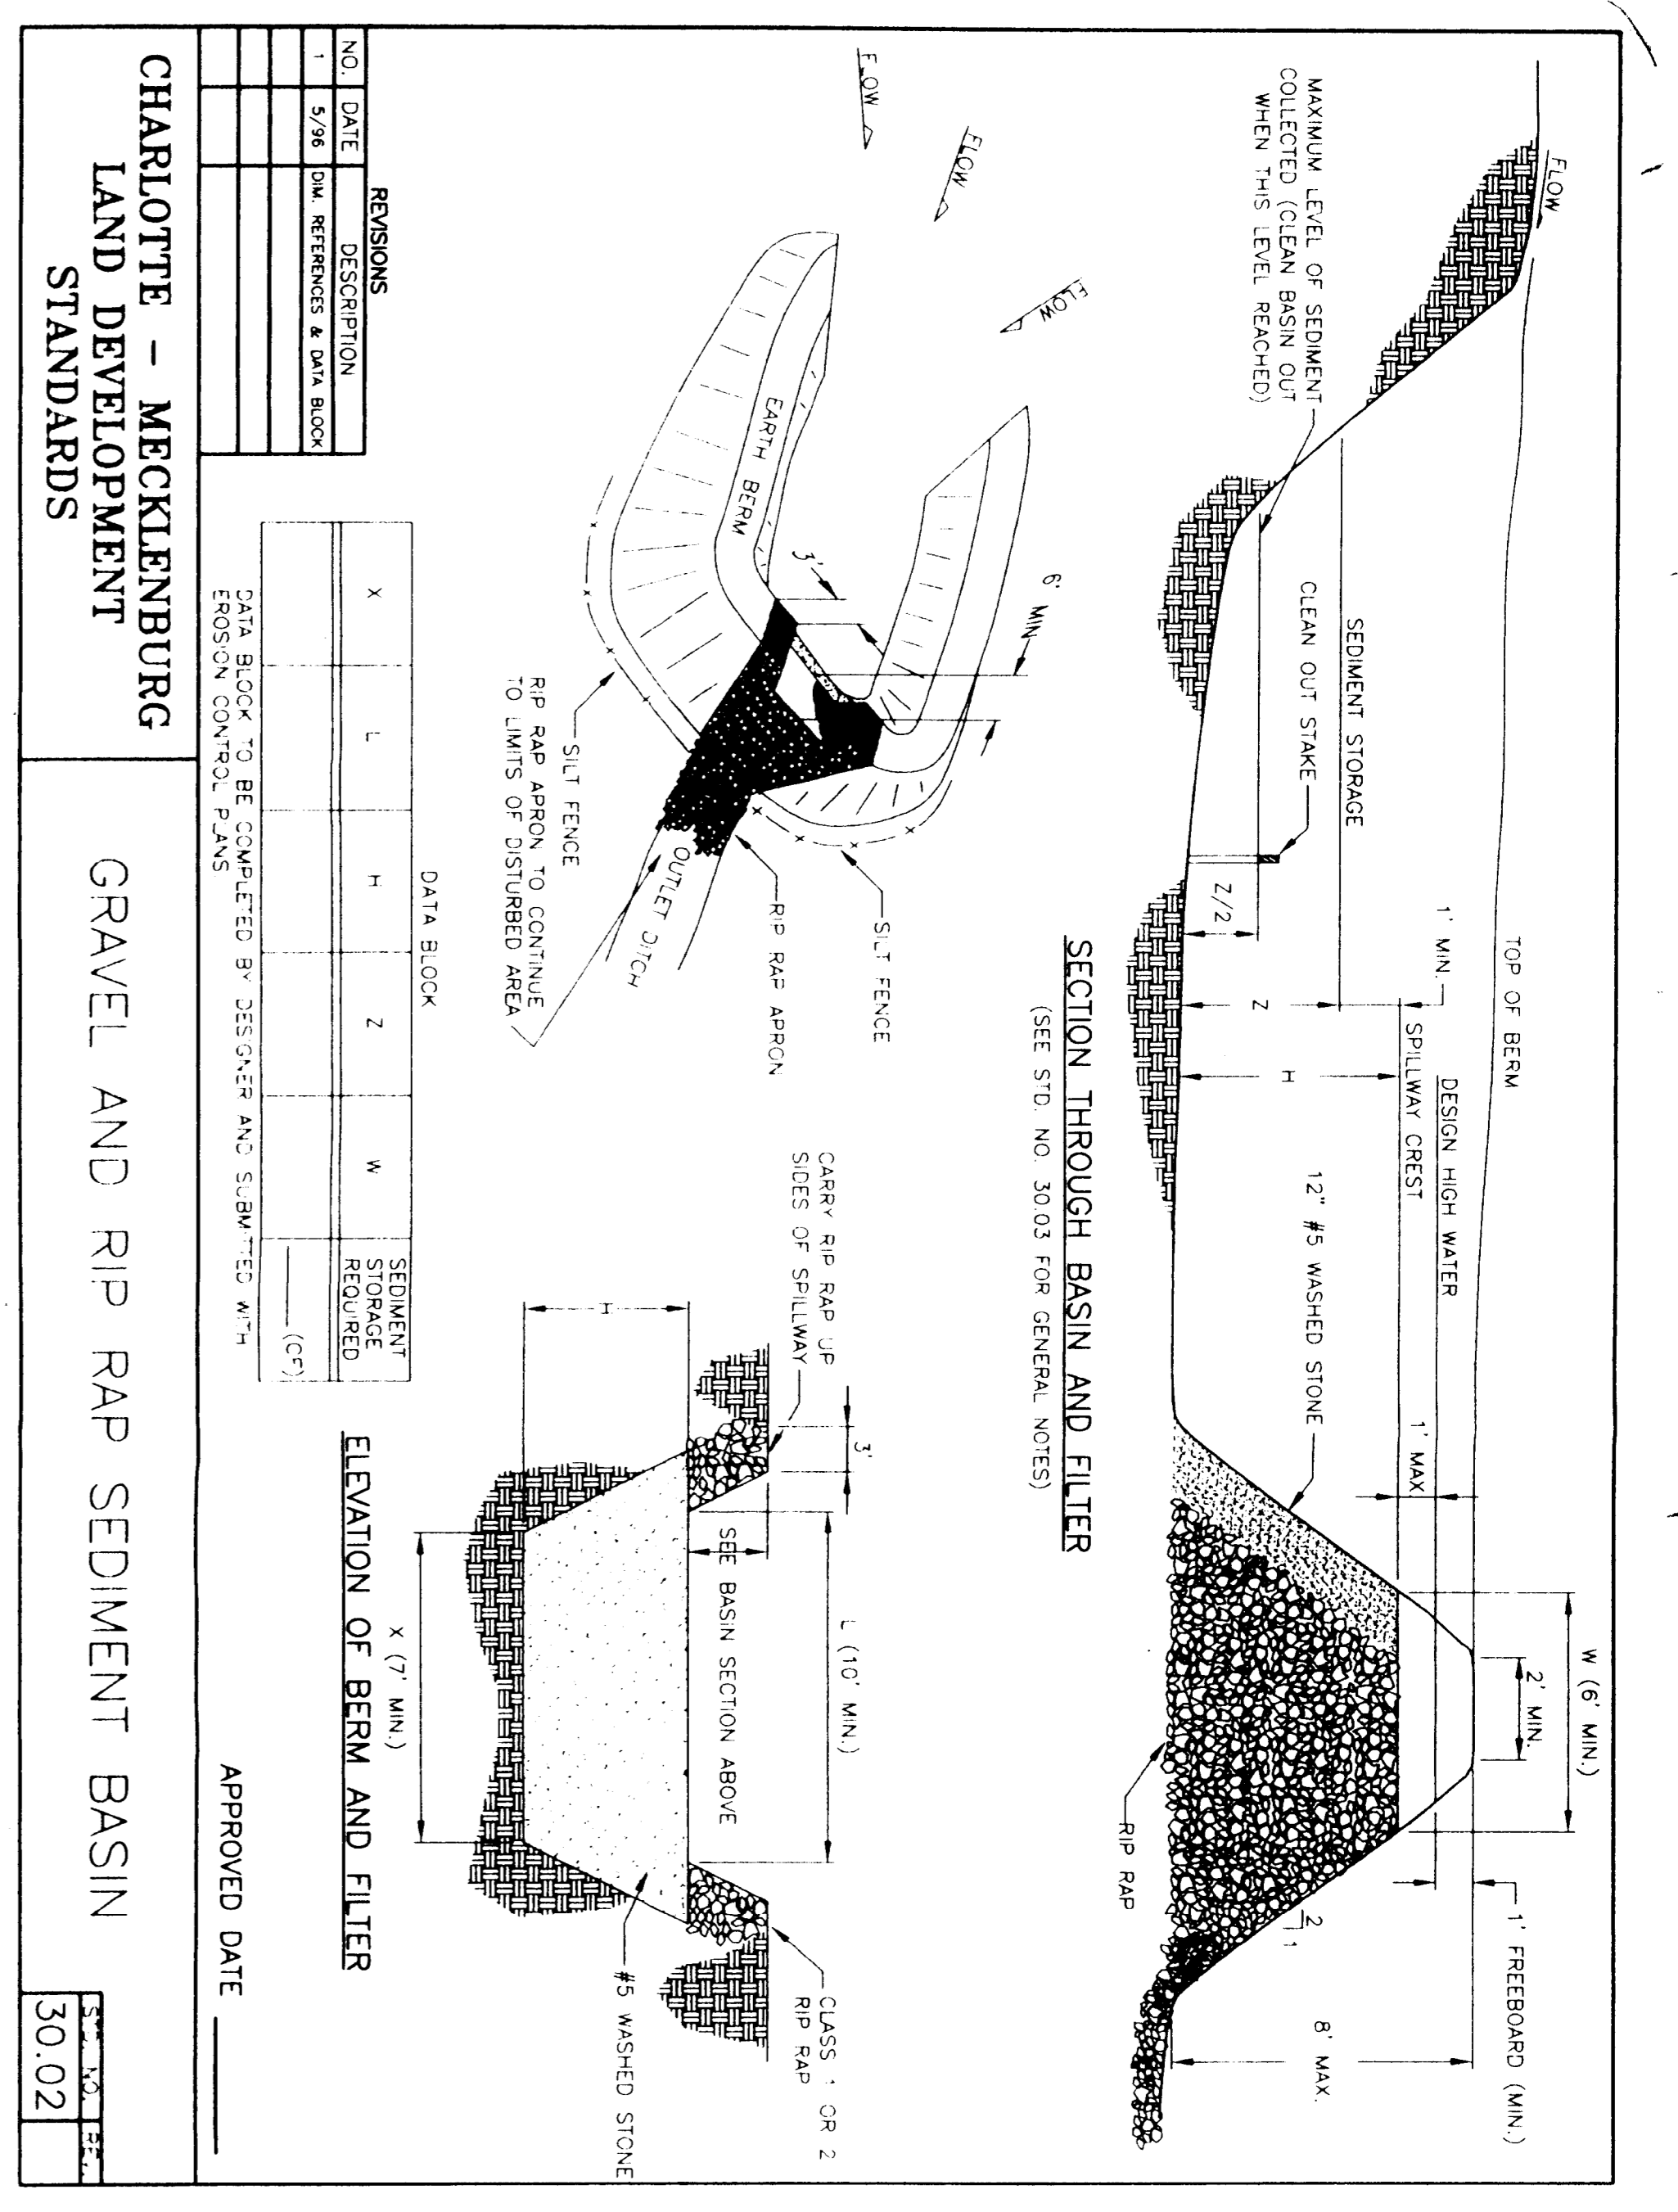 FLOW
TOP OF BERM
W (6' MIN.)
2' MIN.
1' FREEBOARD (MIN.)
1' MIN.
DESIGN HIGH WATER
SPILLWAY CREST
1' MAX
MAXIMUM LEVEL OF SEDIMENT
COLLECTED (CLEAN BASIN OUT
WHEN THIS LEVEL REACHED)
SEDIMENT STORAGE
CLEAN OUT STAKE
12" #5 WASHED STONE
Z/2
Z
H
2
1
8' MAX.
RIP RAP
SECTION THROUGH BASIN AND FILTER
(SEE STD. NO. 30.03 FOR GENERAL NOTES)
FLOW
FLOW
FLOW
6' MIN
3'
EARTH BERM
SILT FENCE
RIP RAP APRON
OUTLET DITCH
SILT FENCE
RIP RAP APRON TO CONTINUE
TO LIMITS OF DISTURBED AREA
CARRY RIP RAP UP
SIDES OF SPILLWAY
3'
L (10' MIN.)
CLASS 1 OR 2
RIP RAP
SEE BASIN SECTION ABOVE
H
#5 WASHED STONE
X (7' MIN.)
ELEVATION OF BERM AND FILTER
DATA BLOCK
X L H Z W SEDIMENT
STORAGE
REQUIRED
(CF)
DATA BLOCK TO BE COMPLETED BY DESIGNER AND SUBMITTED WITH
EROSION CONTROL PLANS
REVISIONS
NO. DATE DESCRIPTION
1 5/96 DIM. REFERENCES & DATA BLOCK
APPROVED DATE
CHARLOTTE - MECKLENBURG
LAND DEVELOPMENT
STANDARDS
GRAVEL AND RIP RAP SEDIMENT BASIN
STD. NO. REV.
30.02